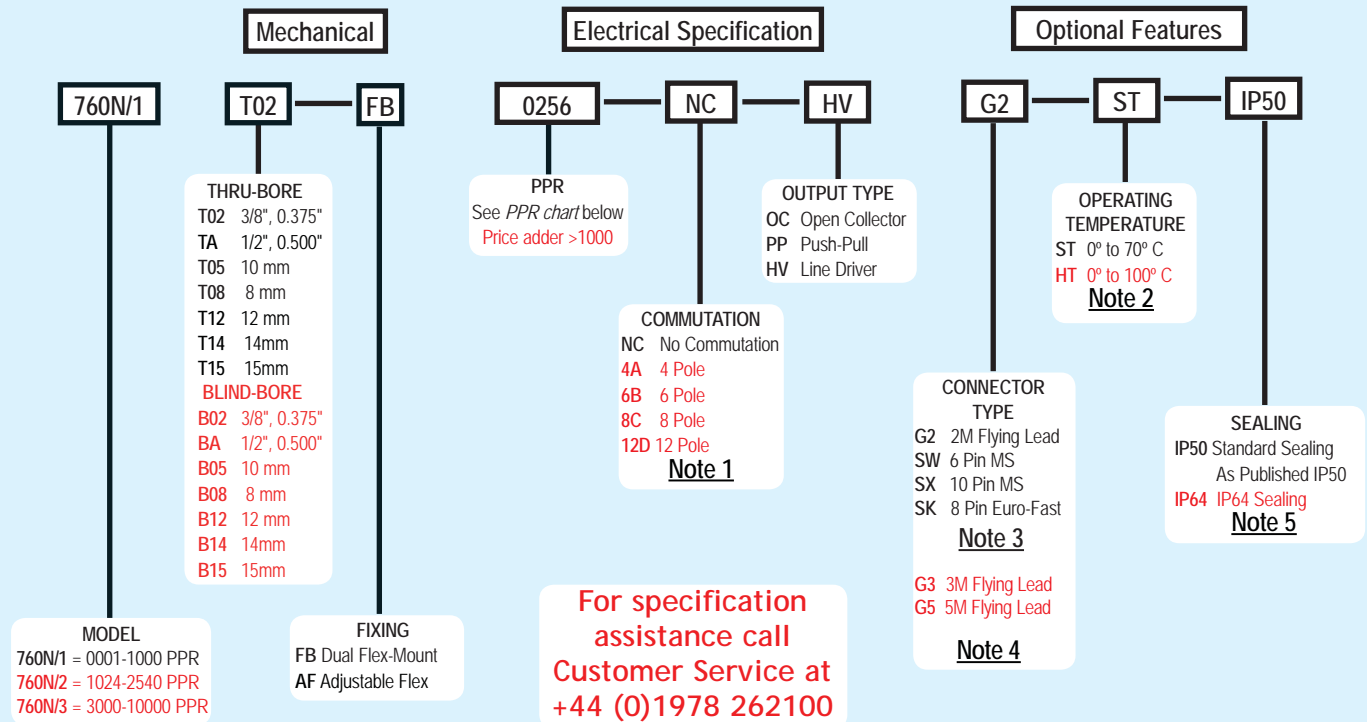 Mechanical
Electrical Specification
Optional Features
760N/1
T02
FB
0256
NC
HV
G2
ST
IP50
THRU-BORE
T02 3/8", 0.375"
TA 1/2", 0.500"
T05 10 mm
T08 8 mm
T12 12 mm
T14 14mm
T15 15mm
BLIND-BORE
B02 3/8", 0.375"
BA 1/2", 0.500"
B05 10 mm
B08 8 mm
B12 12 mm
B14 14mm
B15 15mm
PPR
See PPR chart below
Price adder >1000
OUTPUT TYPE
OC Open Collector
PP Push-Pull
HV Line Driver
OPERATING
TEMPERATURE
ST 0º to 70º C
HT 0º to 100º C
Note 2
COMMUTATION
NC No Commutation
4A 4 Pole
6B 6 Pole
8C 8 Pole
12D 12 Pole
Note 1
CONNECTOR
TYPE
G2 2M Flying Lead
SW 6 Pin MS
SX 10 Pin MS
SK 8 Pin Euro-Fast
Note 3
G3 3M Flying Lead
G5 5M Flying Lead
Note 4
SEALING
IP50 Standard Sealing
As Published IP50
IP64 IP64 Sealing
Note 5
MODEL
760N/1 = 0001-1000 PPR
760N/2 = 1024-2540 PPR
760N/3 = 3000-10000 PPR
FIXING
FB Dual Flex-Mount
AF Adjustable Flex
For specification
assistance call
Customer Service at
+44 (0)1978 262100